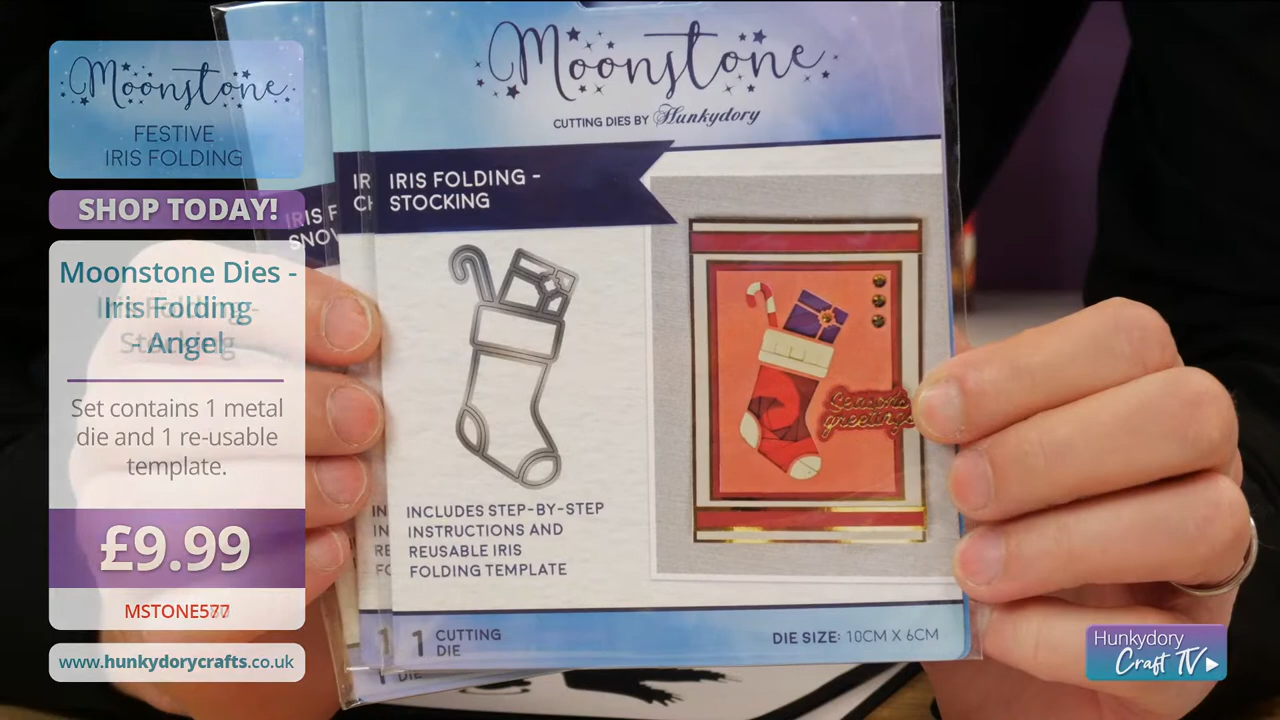 Moonstone
FESTIVE
IRIS FOLDING
SHOP TODAY!
Moonstone Dies -
Iris Folding
- Angel
Set contains 1 metal
die and 1 re-usable
template.
£9.99
www.hunkydorycrafts.co.uk
Moonstone
CUTTING DIES BY Hunkydory
IRIS FOLDING -
STOCKING
Season's
greetings
INCLUDES STEP-BY-STEP
INSTRUCTIONS AND
REUSABLE IRIS
FOLDING TEMPLATE
1 CUTTING
DIE
DIE SIZE: 10CM X 6CM
Hunkydory
Craft TV